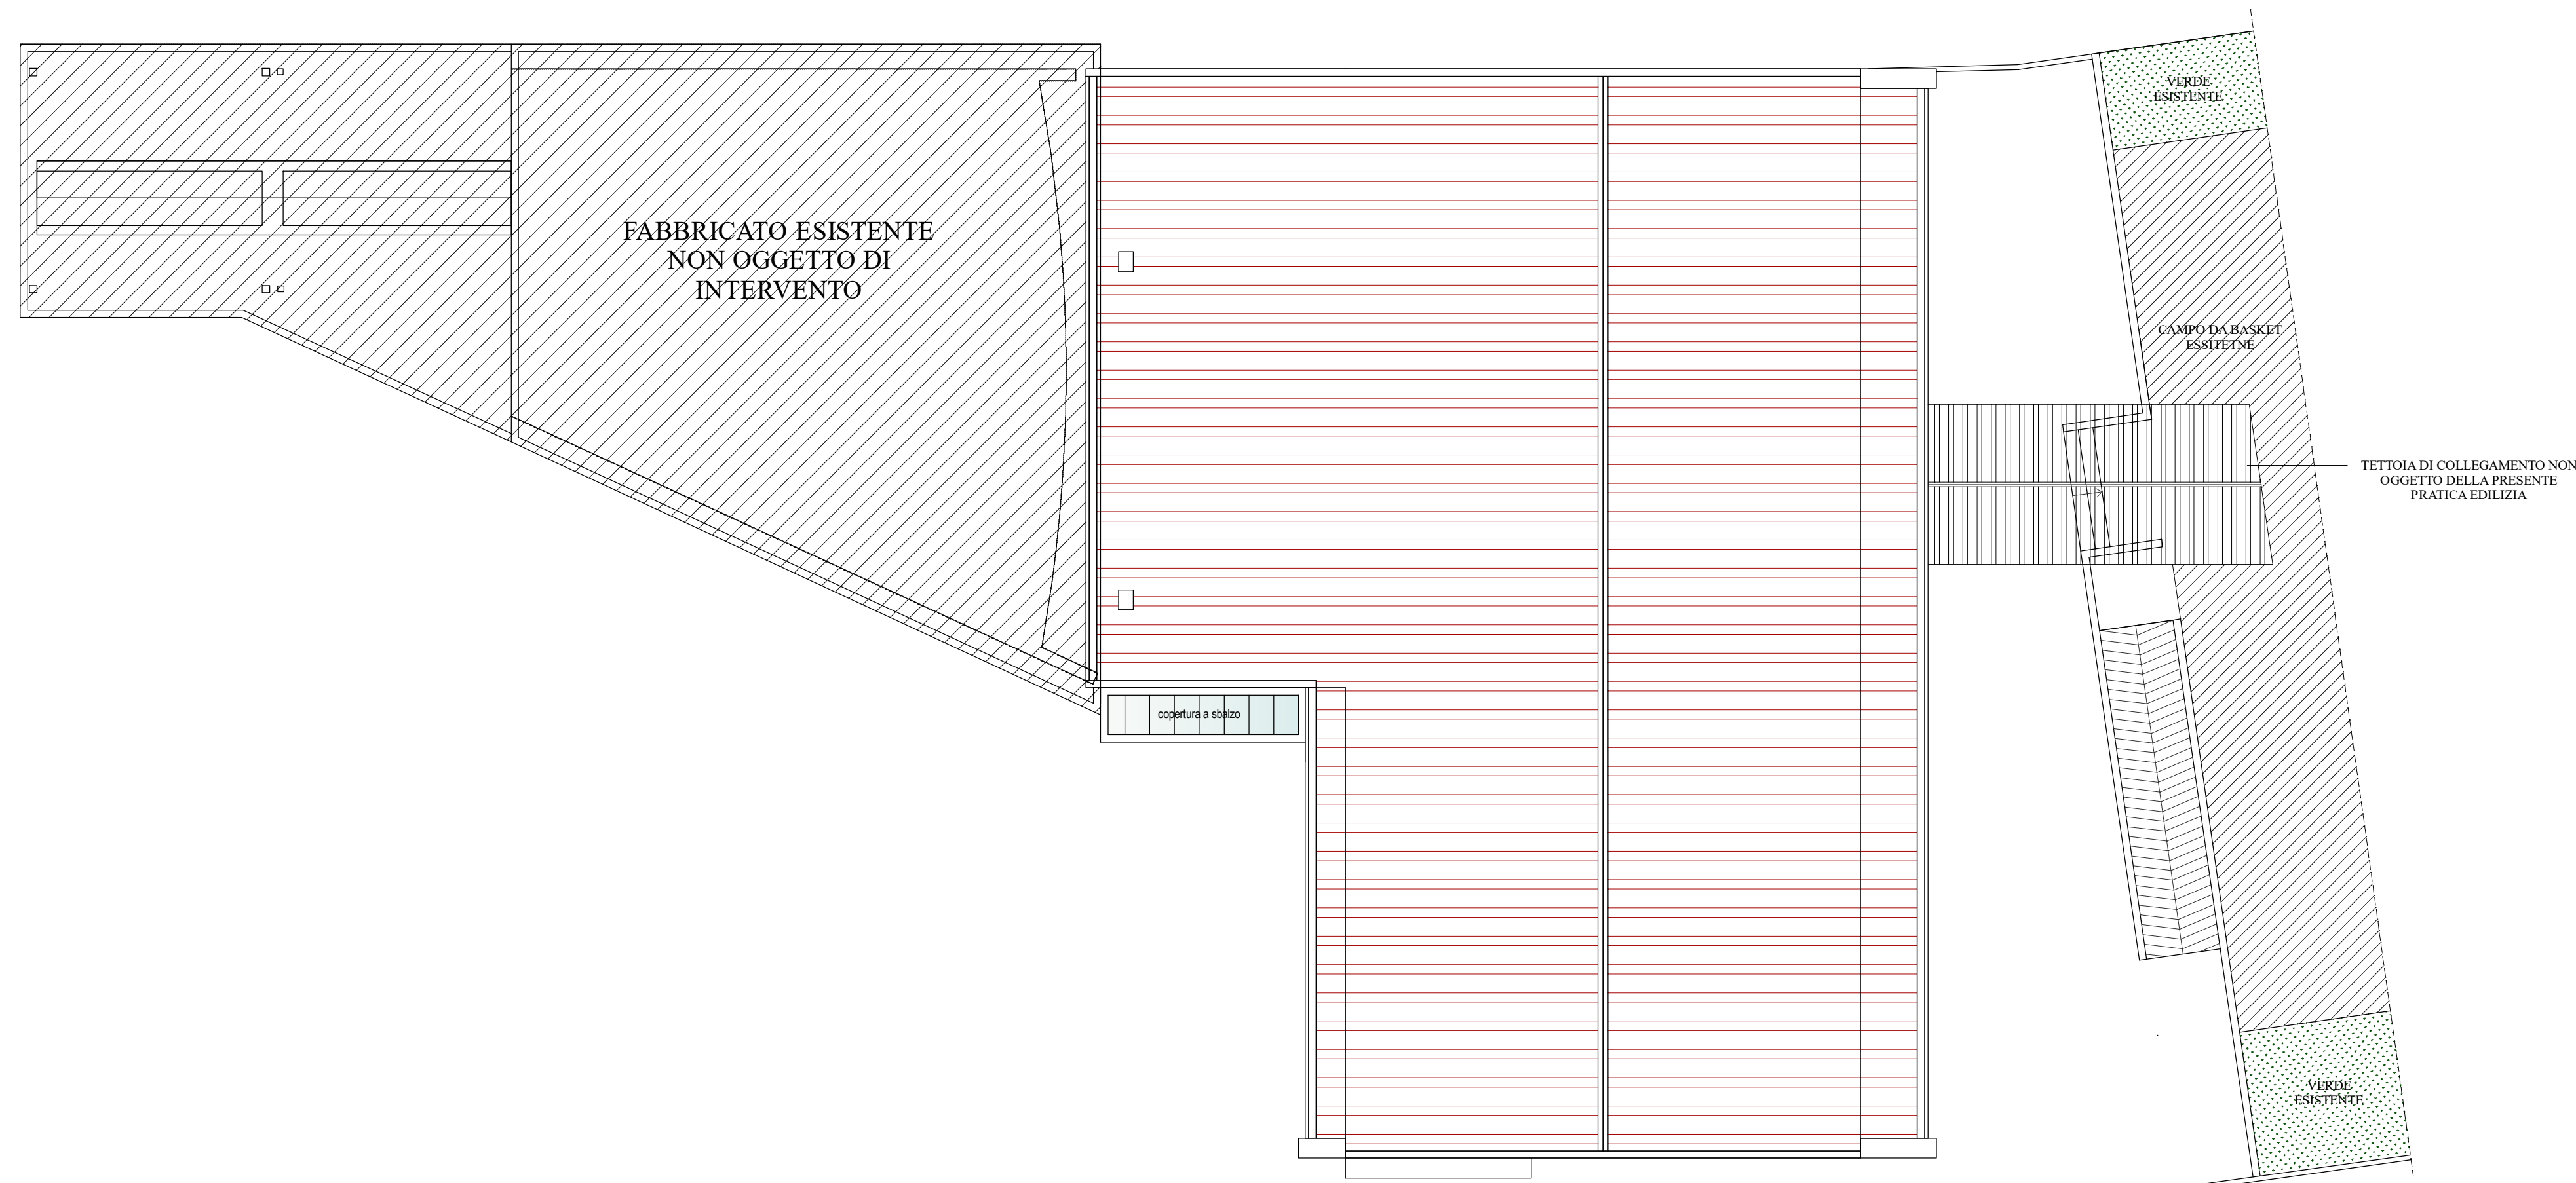 VERDE
ESISTENTE
FABBRICATO ESISTENTE
NON OGGETTO DI
INTERVENTO
CAMPO DA BASKET
ESSITETNE
TETTOIA DI COLLEGAMENTO NON
OGGETTO DELLA PRESENTE
PRATICA EDILIZIA
copertura a sbalzo
VERDE
ESISTENTE